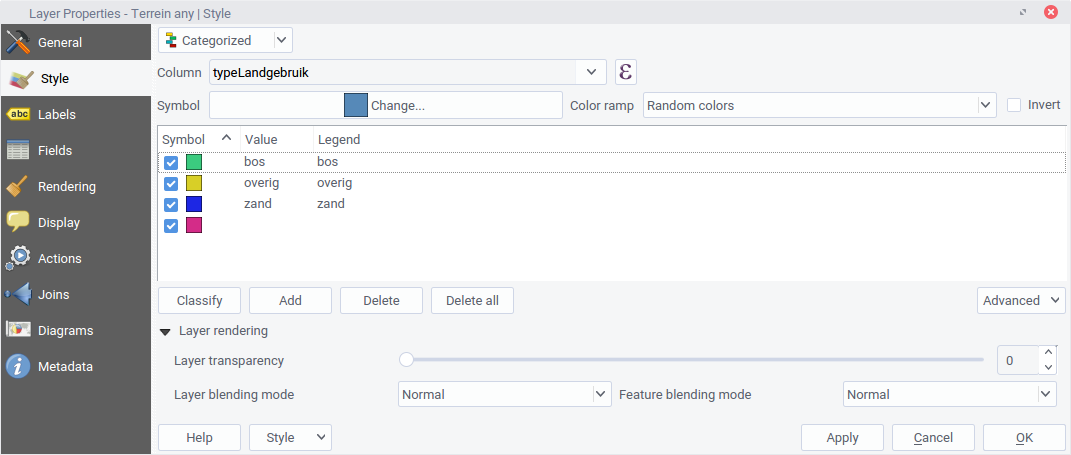 Layer Properties - Terrein any | Style
General
Style
Labels
Fields
Rendering
Display
Actions
Joins
Diagrams
Metadata
abc
Categorized
Column typeLandgebruik ε
Symbol Change... Color ramp Random colors Invert
Symbol Value Legend
bos bos
overig overig
zand zand
Classify Add Delete Delete all Advanced
Layer rendering
Layer transparency 0
Layer blending mode Normal Feature blending mode Normal
Help Style Apply Cancel OK